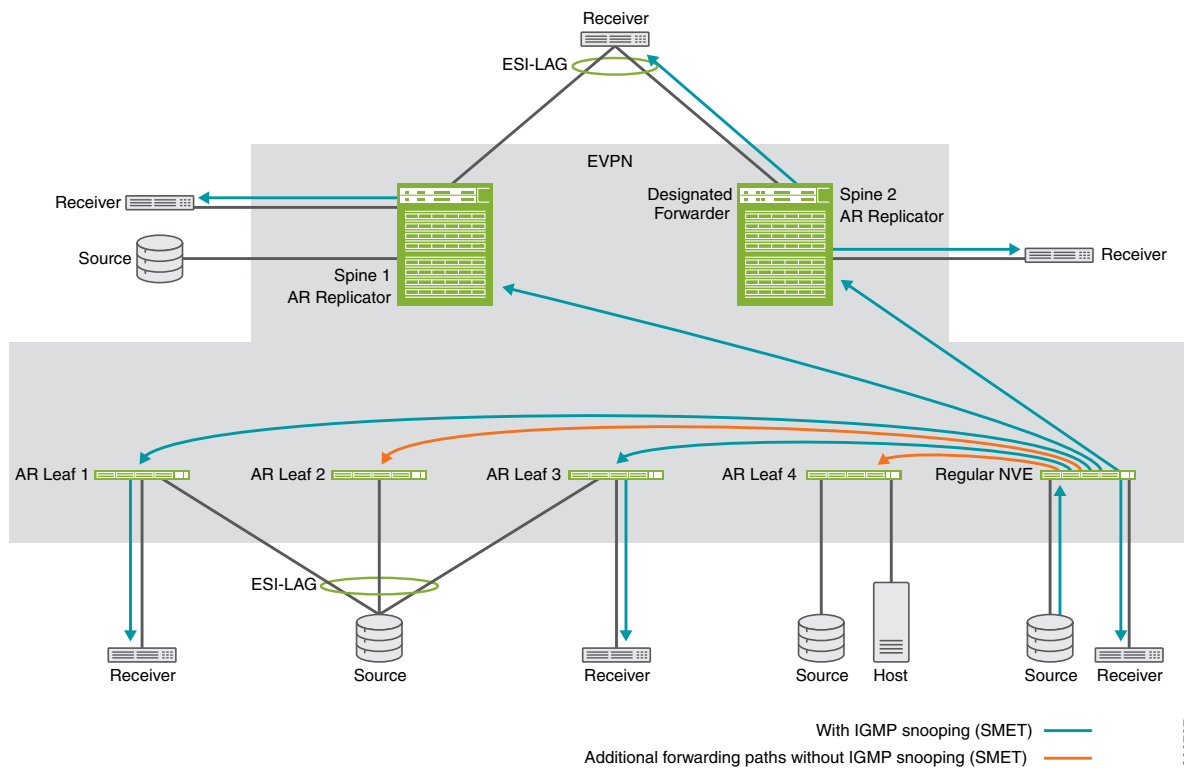 Receiver
ESI-LAG
EVPN
Receiver
Designated
Forwarder
Spine 2
AR Replicator
Source
Spine 1
AR Replicator
Receiver
AR Leaf 1
AR Leaf 2
AR Leaf 3
AR Leaf 4
Regular NVE
ESI-LAG
Receiver
Source
Receiver
Source
Host
Source
Receiver
With IGMP snooping (SMET)
Additional forwarding paths without IGMP snooping (SMET)